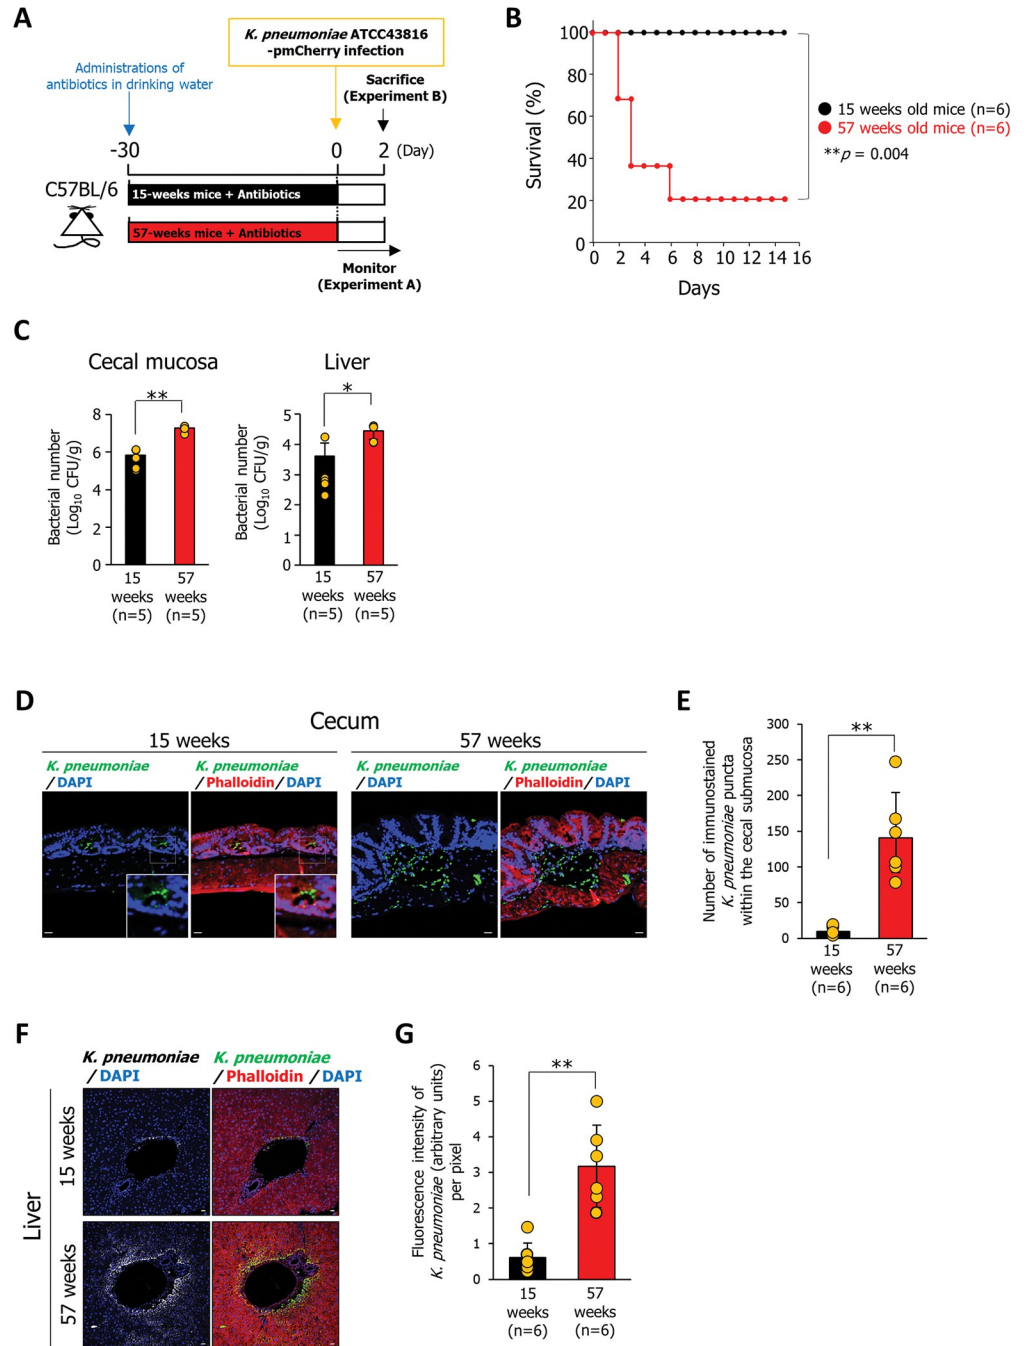 A
K. pneumoniae ATCC43816
-pmCherry infection
Administrations of
antibiotics in drinking water
Sacrifice
(Experiment B)
-30
0
2
(Day)
C57BL/6
15-weeks mice + Antibiotics
57-weeks mice + Antibiotics
Monitor
(Experiment A)
B
Survival (%)
100
80
60
40
20
0
0 2 4 6 8 10 12 14 16
Days
15 weeks old mice (n=6)
57 weeks old mice (n=6)
**p = 0.004
C
Cecal mucosa
**
Bacterial number
(Log10 CFU/g)
8
6
4
2
0
15
weeks
(n=5)
57
weeks
(n=5)
Liver
*
Bacterial number
(Log10 CFU/g)
5
4
3
2
1
0
15
weeks
(n=5)
57
weeks
(n=5)
D
Cecum
15 weeks
57 weeks
K. pneumoniae
/DAPI
K. pneumoniae
/Phalloidin/DAPI
K. pneumoniae
/DAPI
K. pneumoniae
/Phalloidin/DAPI
E
Number of immunostained
K. pneumoniae puncta
within the cecal submucosa
300
250
200
150
100
50
0
**
15
weeks
(n=6)
57
weeks
(n=6)
F
K. pneumoniae
/DAPI
K. pneumoniae
/Phalloidin /DAPI
Liver
15 weeks
57 weeks
G
Fluorescence intensity of
K. pneumoniae (arbitrary units)
per pixel
6
5
4
3
2
1
0
**
15
weeks
(n=6)
57
weeks
(n=6)